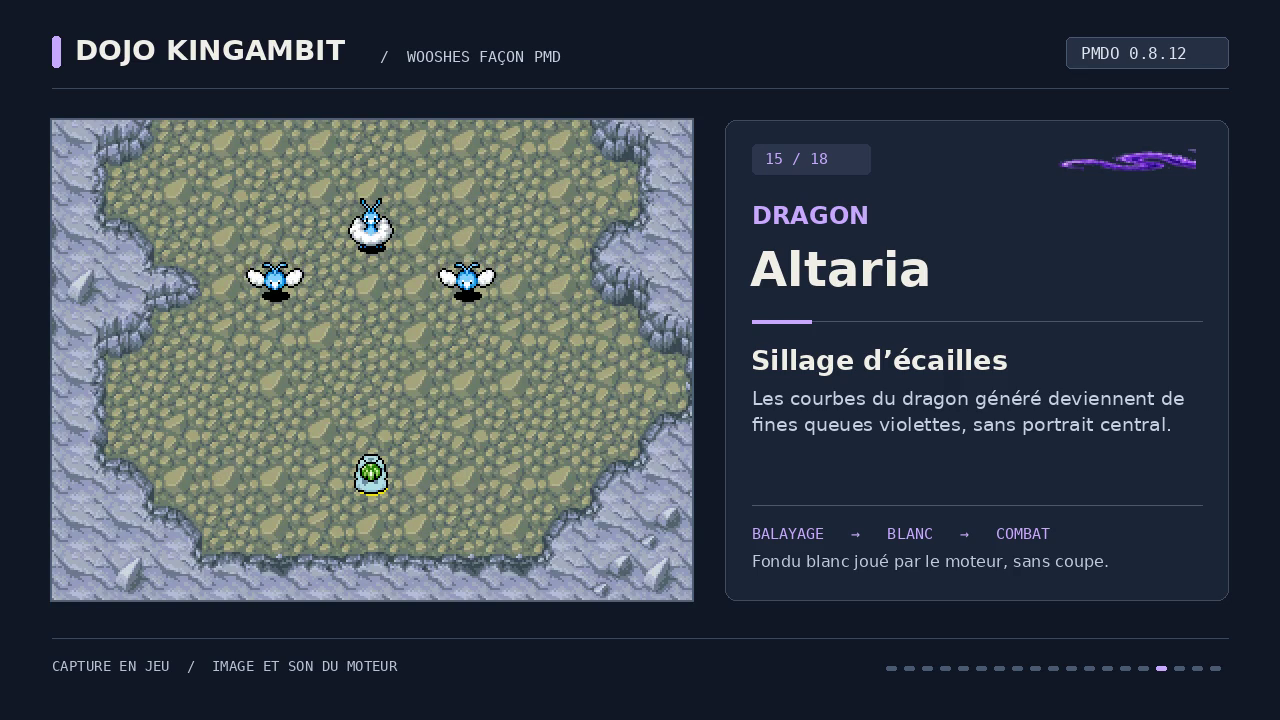 DOJO KINGAMBIT
/ WOOSHES FAÇON PMD
PMDO 0.8.12
15 / 18
DRAGON
Altaria
Sillage d’écailles
Les courbes du dragon généré deviennent de
fines queues violettes, sans portrait central.
BALAYAGE → BLANC → COMBAT
Fondu blanc joué par le moteur, sans coupe.
CAPTURE EN JEU / IMAGE ET SON DU MOTEUR